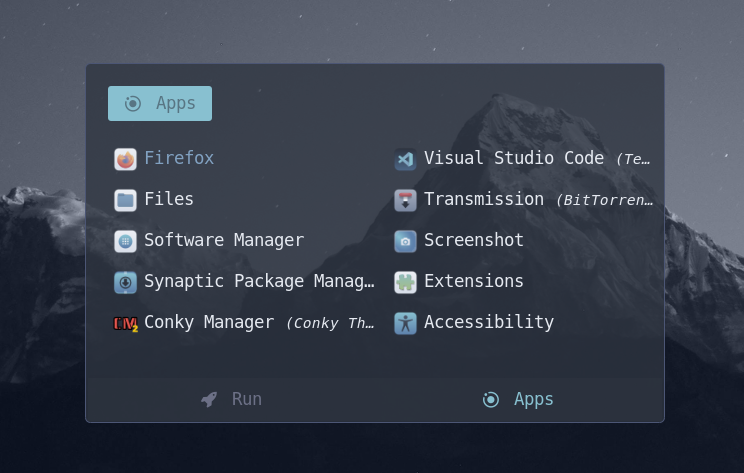 Apps
Firefox
Visual Studio Code (Te…
Files
Transmission (BitTorren…
Software Manager
Screenshot
Synaptic Package Manag…
Extensions
Conky Manager (Conky Th…
Accessibility
Run
Apps